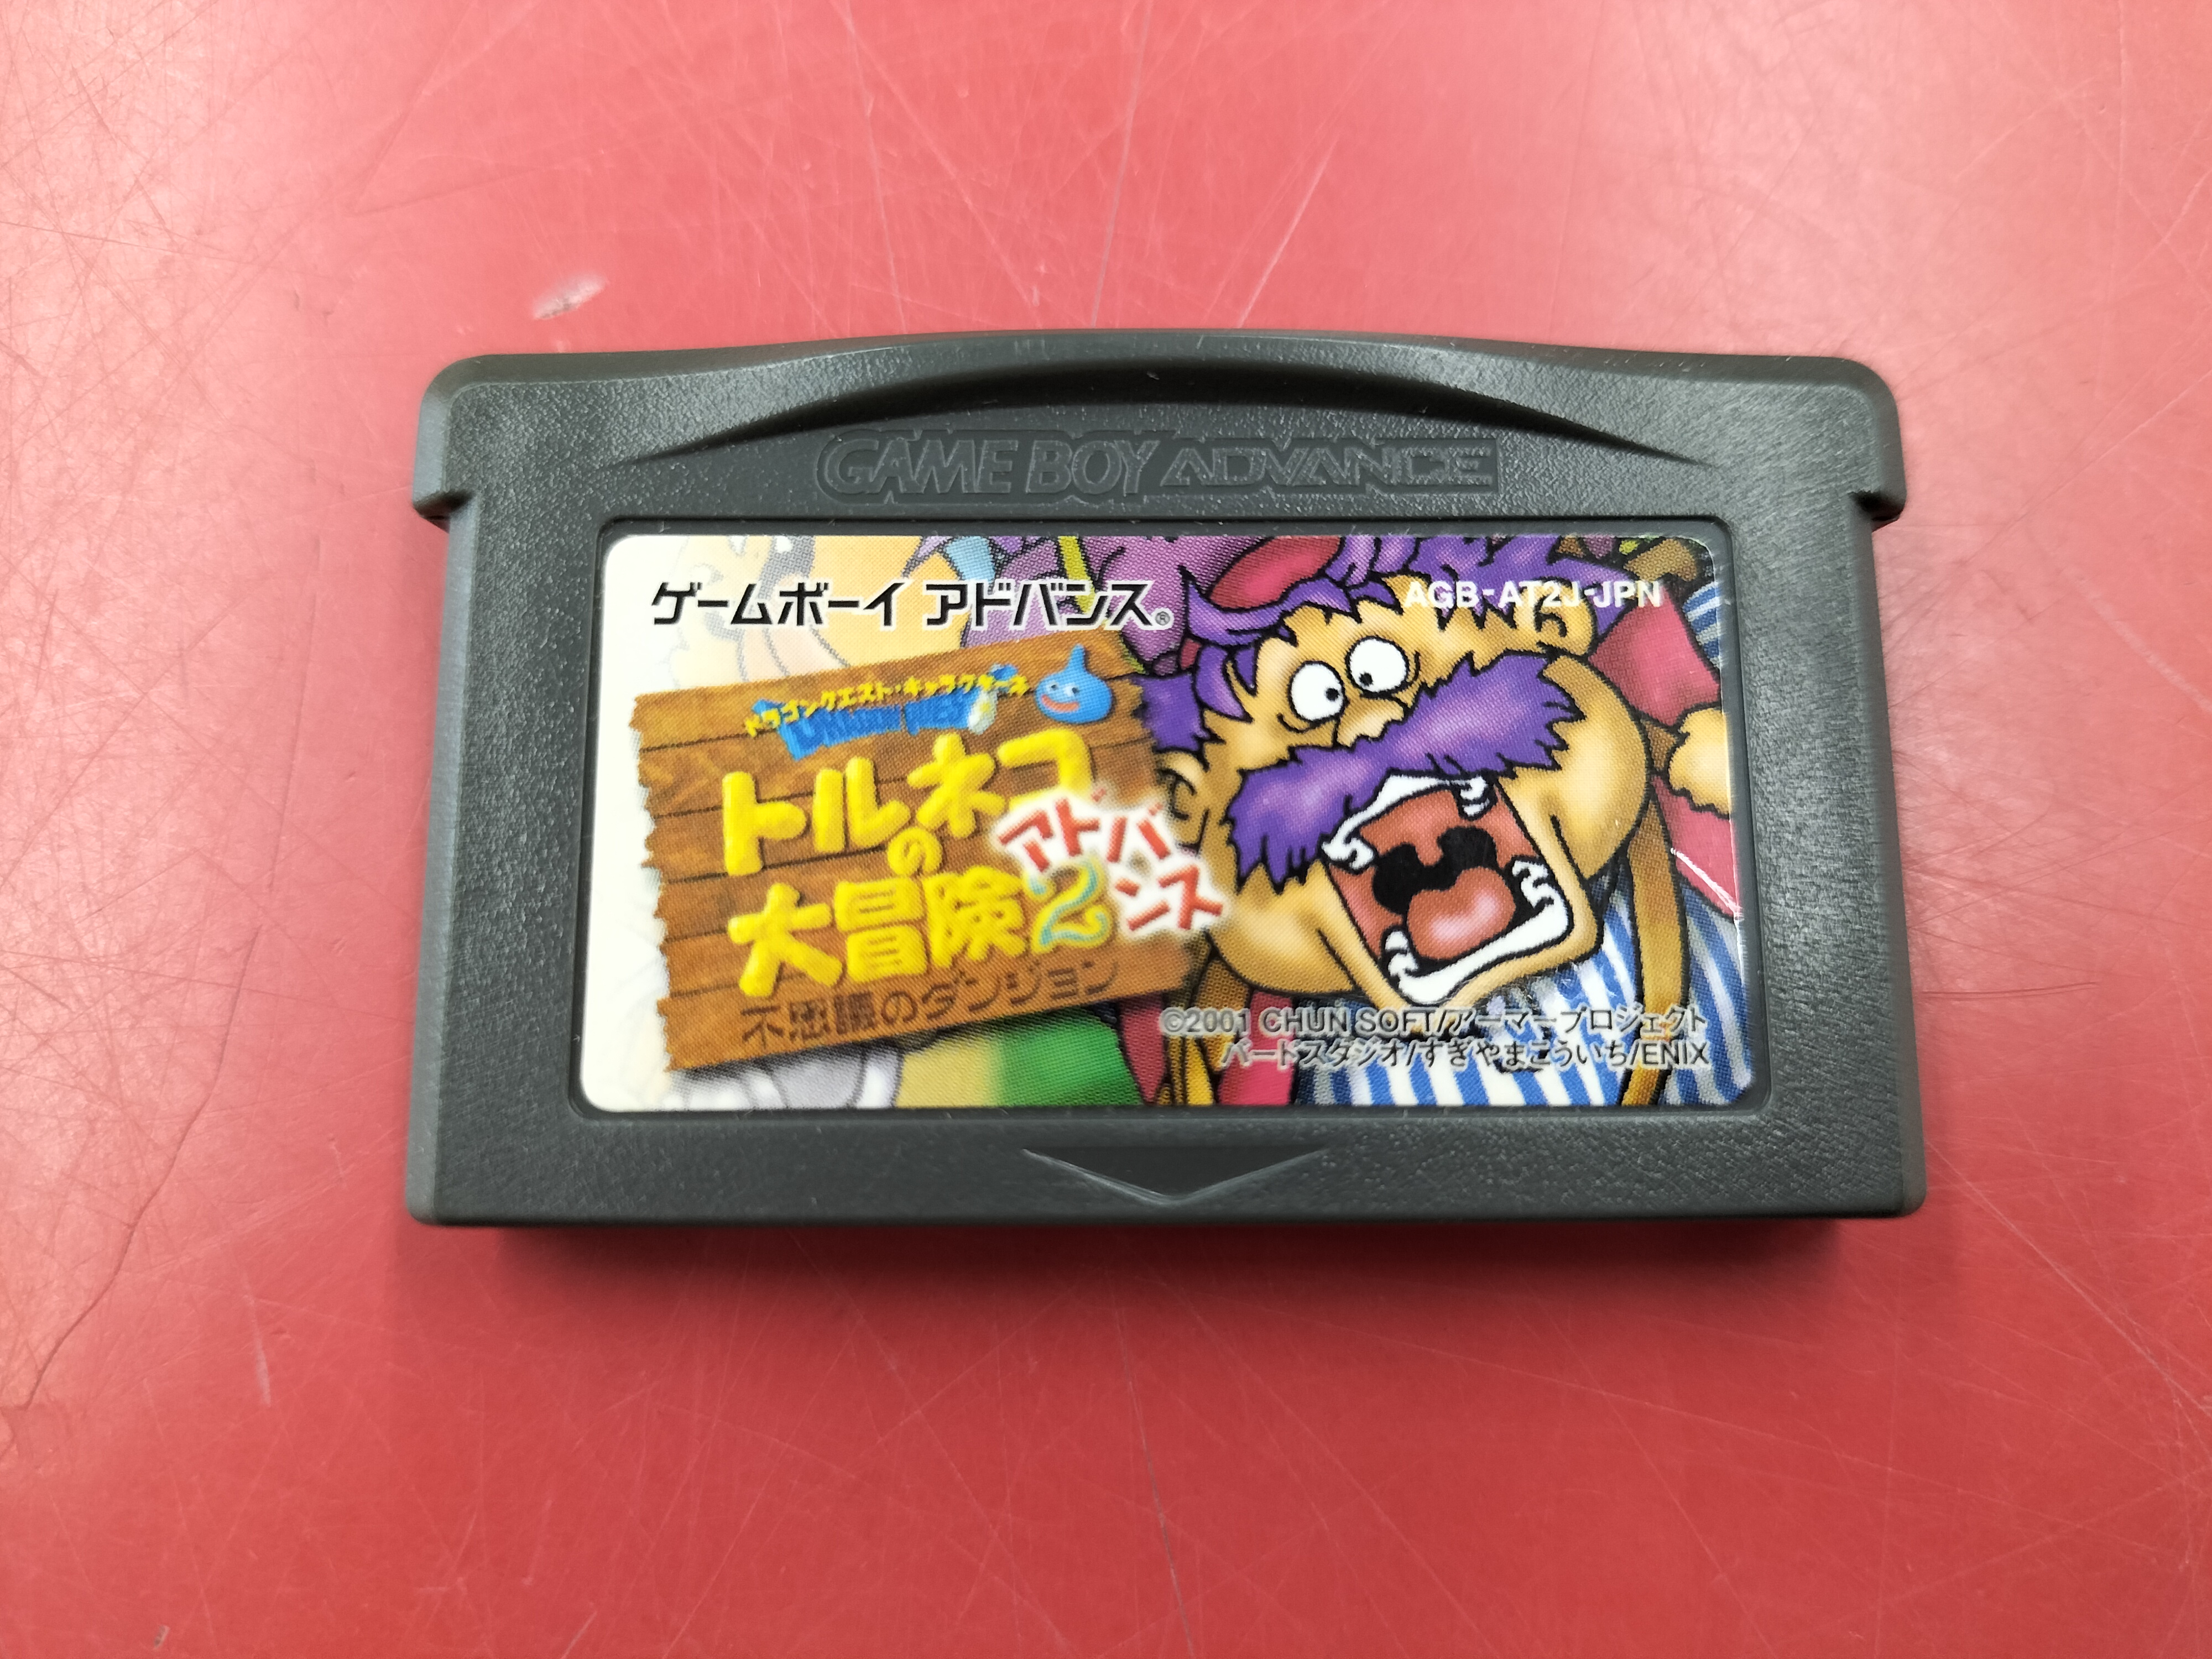 GAME BOY ADVANCE
ゲームボーイ アドバンス®
AGB-AT2J-JPN
ドラゴンクエスト・キャラクターズ
トルネコ
の
大冒険2
アドバンス
不思議のダンジョン
©2001 CHUN SOFT/アーマープロジェクト
バードスタジオ/すぎやまこういち/ENIX